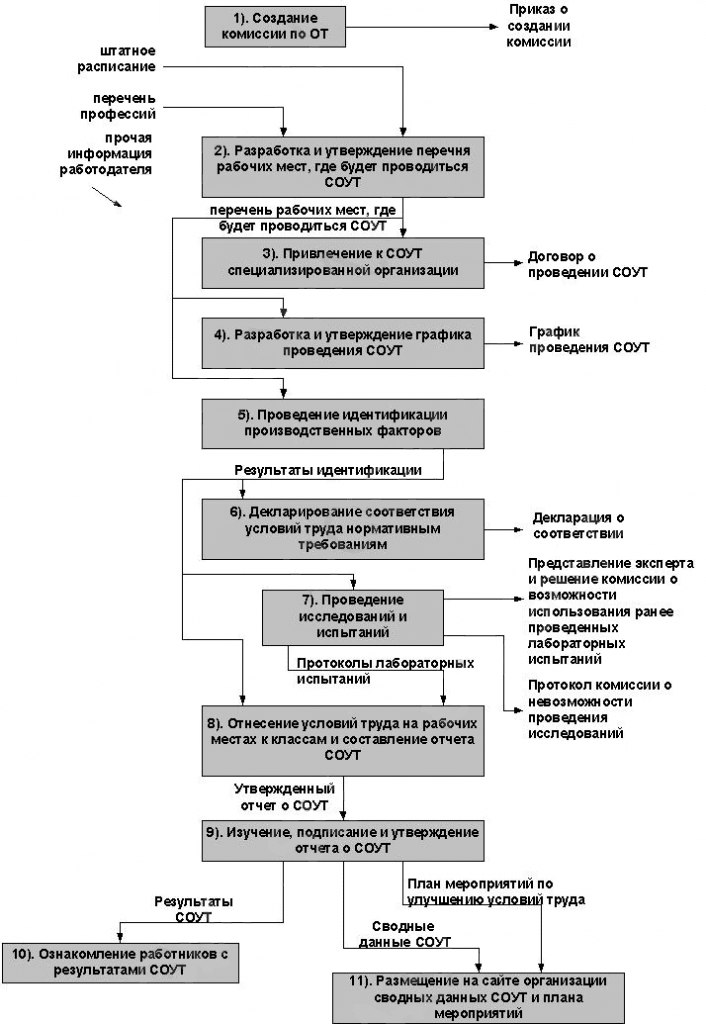 1). Создание
комиссии по ОТ
Приказ о
создании
комиссии
штатное
расписание
перечень
профессий
прочая
информация
работодателя
2). Разработка и утверждение перечня
рабочих мест, где будет проводиться
СОУТ
перечень рабочих мест, где
будет проводиться СОУТ
3). Привлечение к СОУТ
специализированной организации
Договор о
проведении СОУТ
4). Разработка и утверждение графика
проведения СОУТ
График
проведения СОУТ
5). Проведение идентификации
производственных факторов
Результаты идентификации
6). Декларирование соответствия
условий труда нормативным
требованиям
Декларация о
соответствии
7). Проведение
исследований и
испытаний
Представление эксперта
и решение комиссии о
возможности
использования ранее
проведенных
лабораторных
испытаний
Протоколы лабораторных
испытаний
Протокол комиссии о
невозможности
проведения
исследований
8). Отнесение условий труда на рабочих
местах к классам и составление отчета
СОУТ
Утвержденный
отчет о СОУТ
9). Изучение, подписание и утверждение
отчета о СОУТ
План мероприятий по
улучшению условий труда
Результаты
СОУТ
Сводные
данные СОУТ
10). Ознакомление работников с
результатами СОУТ
11). Размещение на сайте организации
сводных данных СОУТ и плана
мероприятий